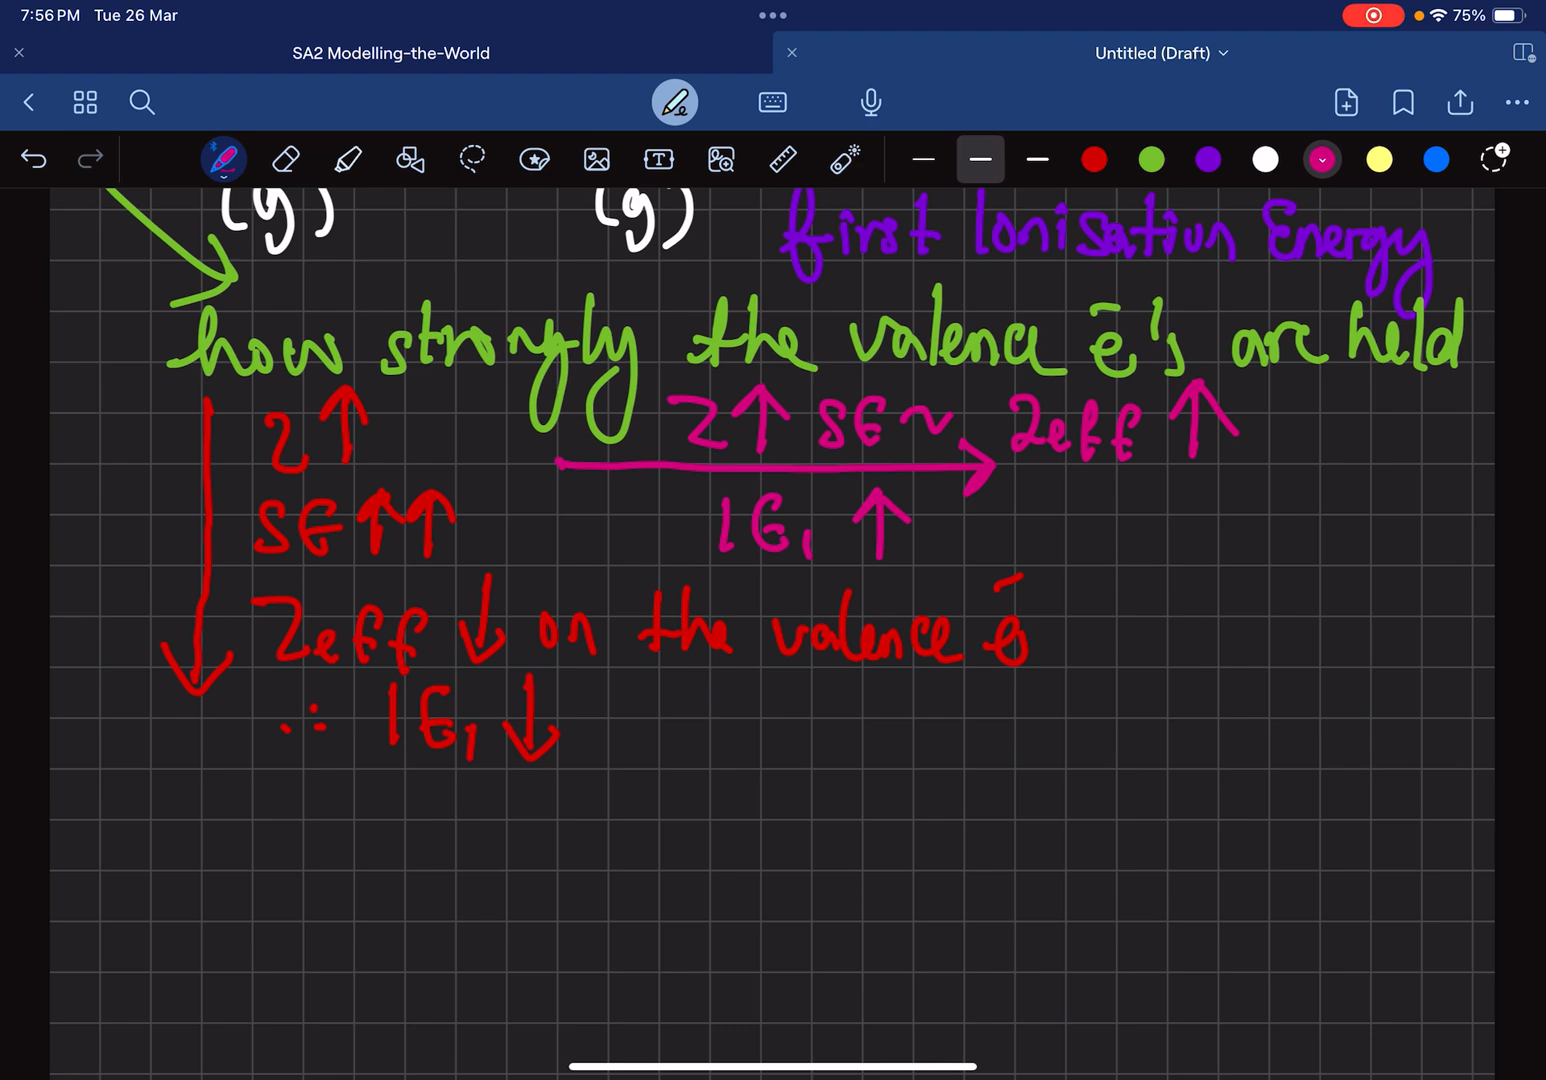 7:56 PM Tue 26 Mar
75%
SA2 Modelling-the-World
Untitled (Draft)
(g) (g) first Ionisation Energy
how strongly the valence ē's are held
Z↑ Z↑ SE~ Zeff ↑
SE↑↑ IE₁ ↑
Zeff ↓ on the valence ē
∴ IE₁ ↓